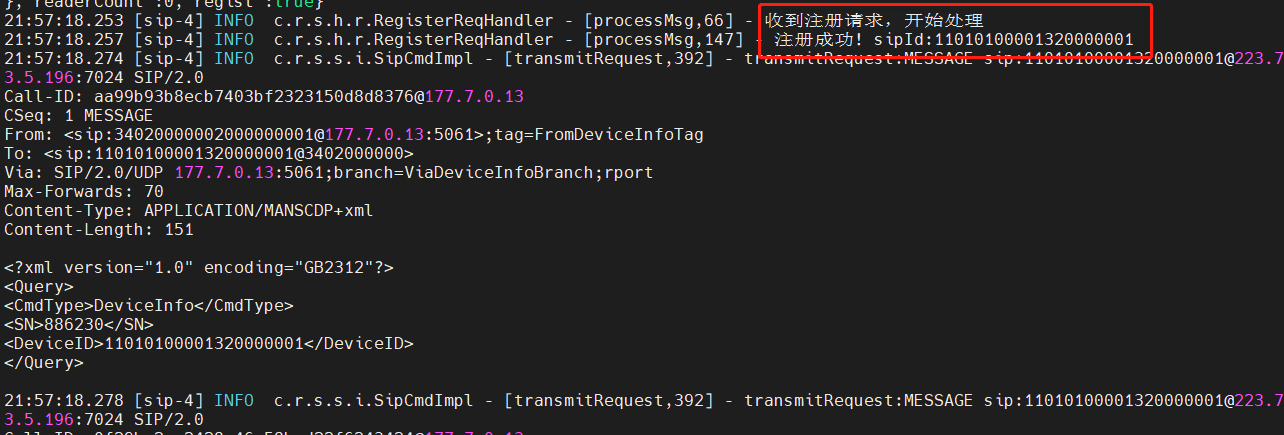 }, readerCount :0, regist :true}
21:57:18.253 [sip-4] INFO  c.r.s.h.r.RegisterReqHandler - [processMsg,66] - 收到注册请求，开始处理
21:57:18.257 [sip-4] INFO  c.r.s.h.r.RegisterReqHandler - [processMsg,147] - 注册成功！sipId:11010100001320000001
21:57:18.274 [sip-4] INFO  c.r.s.s.i.SipCmdImpl - [transmitRequest,392] - transmitRequest:MESSAGE sip:11010100001320000001@223.7
3.5.196:7024 SIP/2.0
Call-ID: aa99b93b8ecb7403bf2323150d8d8376@177.7.0.13
CSeq: 1 MESSAGE
From: <sip:34020000002000000001@177.7.0.13:5061>;tag=FromDeviceInfoTag
To: <sip:11010100001320000001@3402000000>
Via: SIP/2.0/UDP 177.7.0.13:5061;branch=ViaDeviceInfoBranch;rport
Max-Forwards: 70
Content-Type: APPLICATION/MANSCDP+xml
Content-Length: 151
<?xml version="1.0" encoding="GB2312"?>
<Query>
<CmdType>DeviceInfo</CmdType>
<SN>886230</SN>
<DeviceID>11010100001320000001</DeviceID>
</Query>
21:57:18.278 [sip-4] INFO  c.r.s.s.i.SipCmdImpl - [transmitRequest,392] - transmitRequest:MESSAGE sip:11010100001320000001@223.7
3.5.196:7024 SIP/2.0